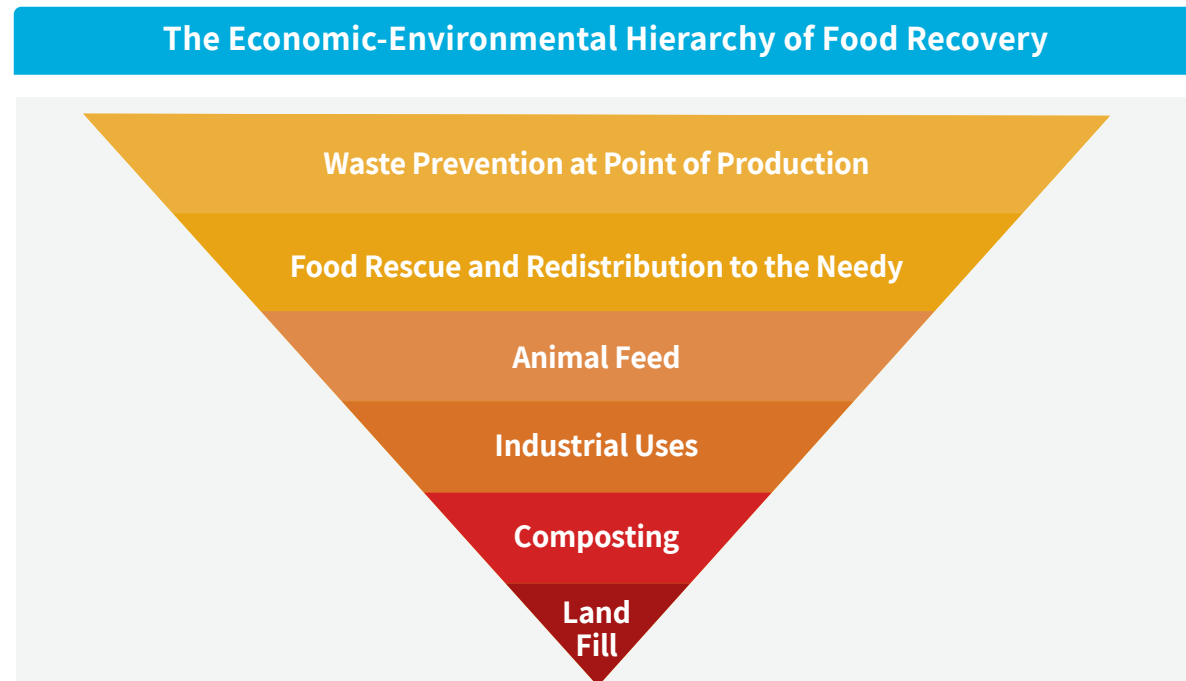 The Economic-Environmental Hierarchy of Food Recovery
Waste Prevention at Point of Production
Food Rescue and Redistribution to the Needy
Animal Feed
Industrial Uses
Composting
Land
Fill